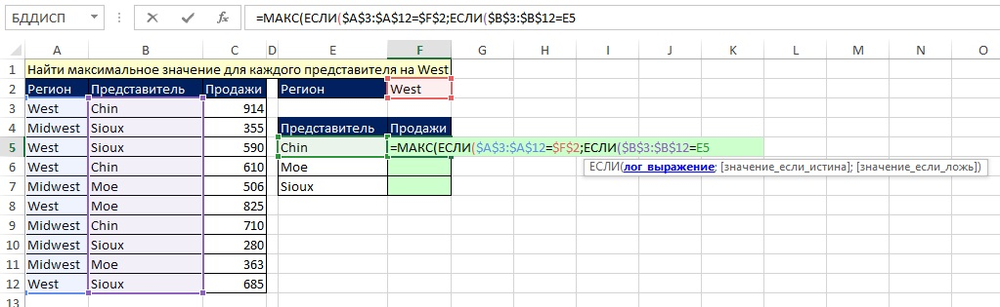 БДДИСП =МАКС(ЕСЛИ($A$3:$A$12=$F$2;ЕСЛИ($B$3:$B$12=E5
A B C D E F G H I J K L M N O
1 Найти максимальное значение для каждого представителя на West
2 Регион Представитель Продажи Регион West
3 West Chin 914
4 Midwest Sioux 355 Представитель Продажи
5 West Sioux 590 Chin =МАКС(ЕСЛИ($A$3:$A$12=$F$2;ЕСЛИ($B$3:$B$12=E5
6 West Chin 610 Moe ЕСЛИ(лог_выражение; [значение_если_истина]; [значение_если_ложь])
7 Midwest Moe 506 Sioux
8 West Moe 825
9 Midwest Chin 710
10 Midwest Sioux 280
11 Midwest Moe 363
12 West Sioux 685
13